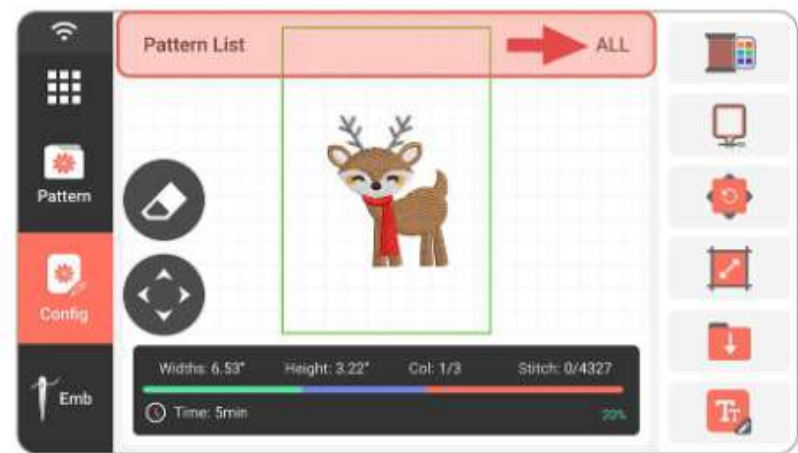 Pattern List ALL
Pattern
Config
Emb
Widths: 6.53" Height: 3.22" Col: 1/3 Stitch: 0/4327
Time: 5min 20%
TT